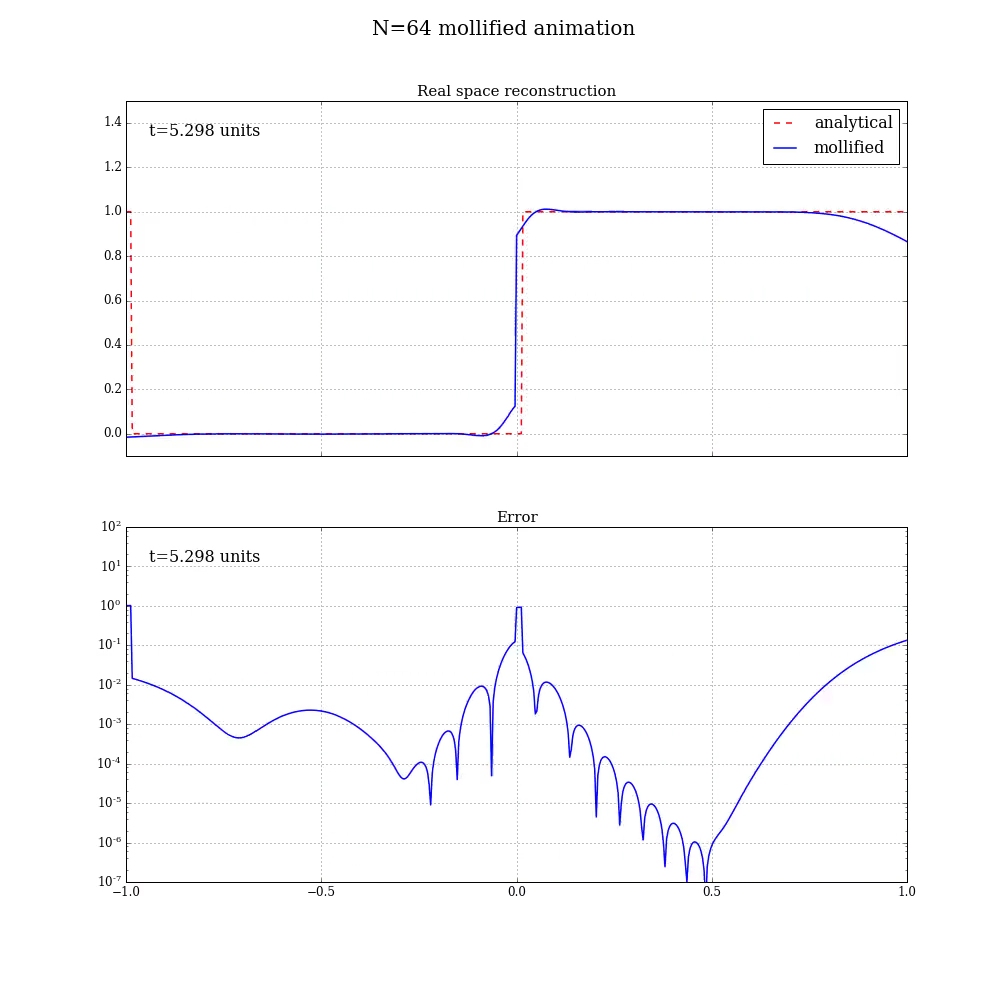 N=64 mollified animation
Real space reconstruction
t=5.298 units
analytical
mollified
1.4
1.2
1.0
0.8
0.6
0.4
0.2
0.0
Error
t=5.298 units
10²
10¹
10⁰
10⁻¹
10⁻²
10⁻³
10⁻⁴
10⁻⁵
10⁻⁶
10⁻⁷
−1.0 −0.5 0.0 0.5 1.0